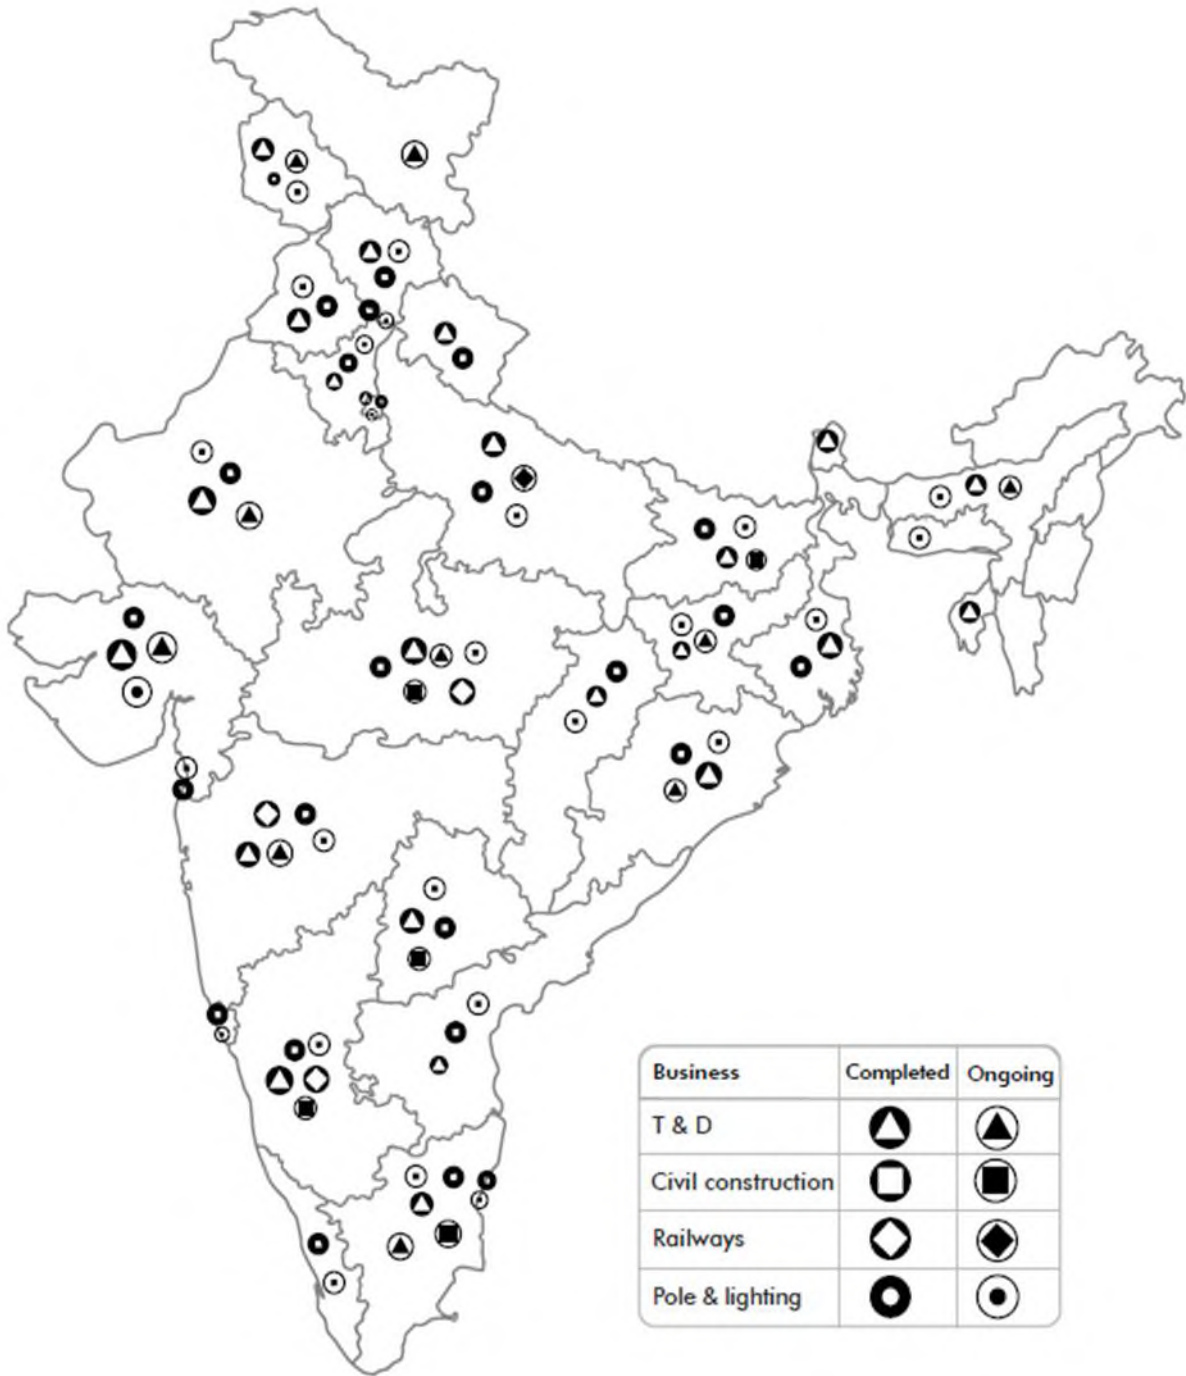 Business Completed Ongoing
T & D
Civil construction
Railways
Pole & lighting